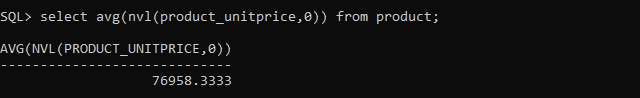 SQL> select avg(nvl(product_unitprice,0)) from product;
AVG(NVL(PRODUCT_UNITPRICE,0))
-----------------------------
76958.3333